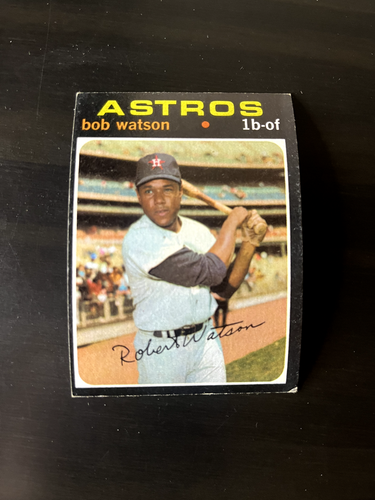 ASTROS
bob watson 1b-of
H
Robert Watson